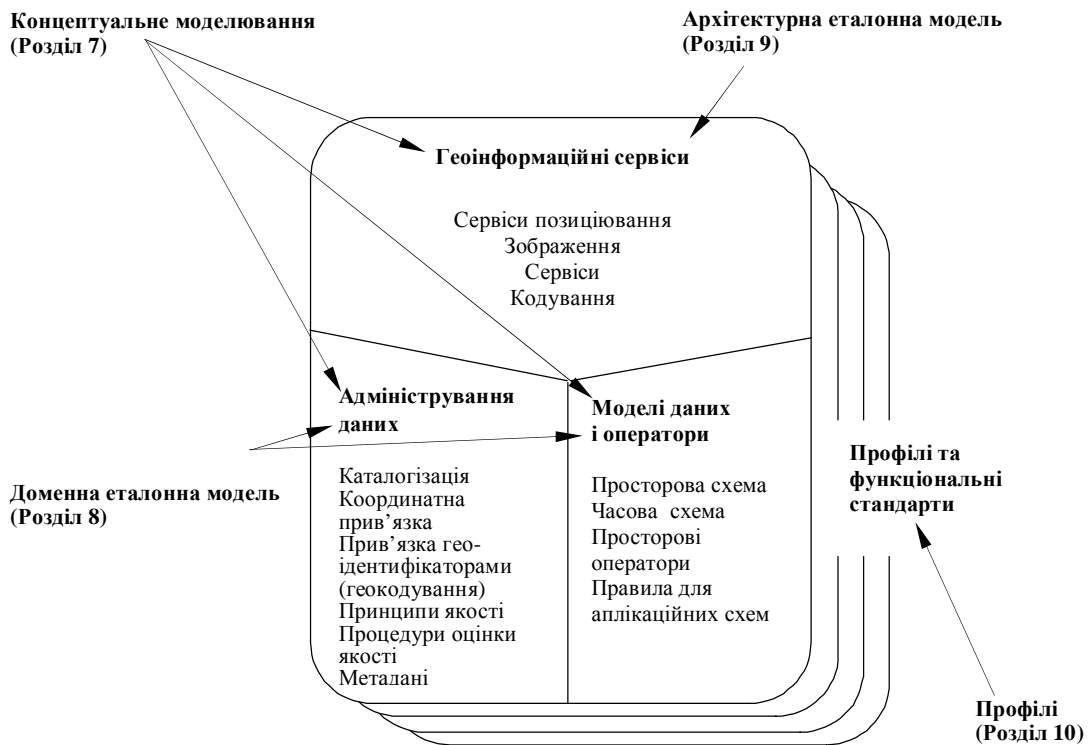 Концептуальне моделювання
(Розділ 7)
Архітектурна еталонна модель
(Розділ 9)
Геоінформаційні сервіси
Сервіси позиціювання
Зображення
Сервіси
Кодування
Адміністрування
даних
Каталогізація
Координатна
прив’язка
Прив’язка гео-
ідентифікаторами
(геокодування)
Принципи якості
Процедури оцінки
якості
Метадані
Моделі даних
і оператори
Просторова схема
Часова схема
Просторові
оператори
Правила для
аплікаційних схем
Доменна еталонна модель
(Розділ 8)
Профілі та
функціональні
стандарти
Профілі
(Розділ 10)